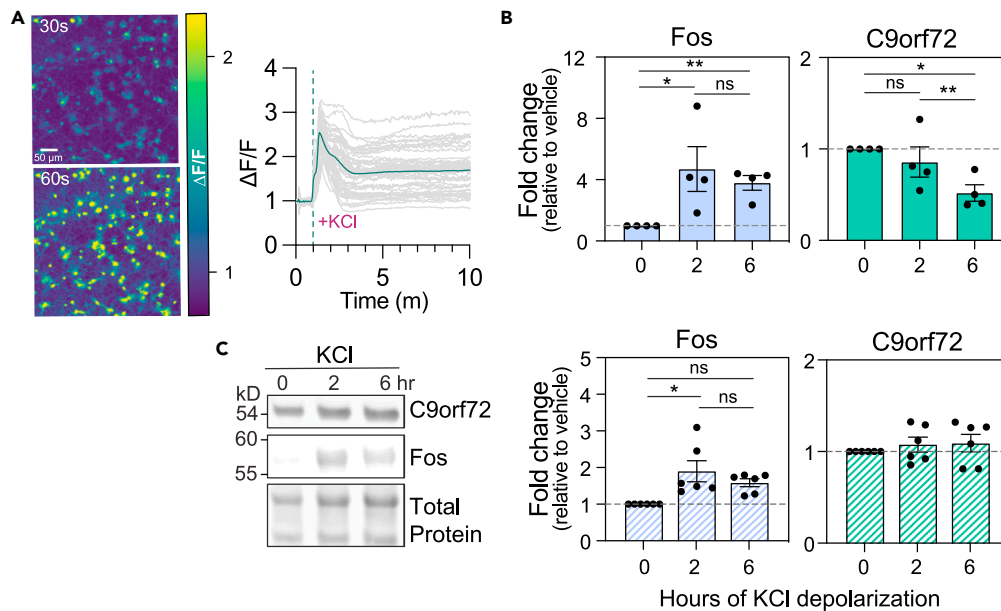 A
30s
50 µm
60s
2
1
ΔF/F
ΔF/F
4
3
2
1
0
+KCl
0
5
10
Time (m)
B
Fos
Fold change
(relative to vehicle)
12
8
4
0
**
*
ns
0
2
6
C9orf72
2
1
0
*
ns
**
0
2
6
C
KCl
0
2
6
hr
kD
54
C9orf72
60
55
Fos
Total
Protein
Fos
Fold change
(relative to vehicle)
5
4
3
2
1
0
ns
*
ns
0
2
6
C9orf72
2
1
0
0
2
6
Hours of KCl depolarization